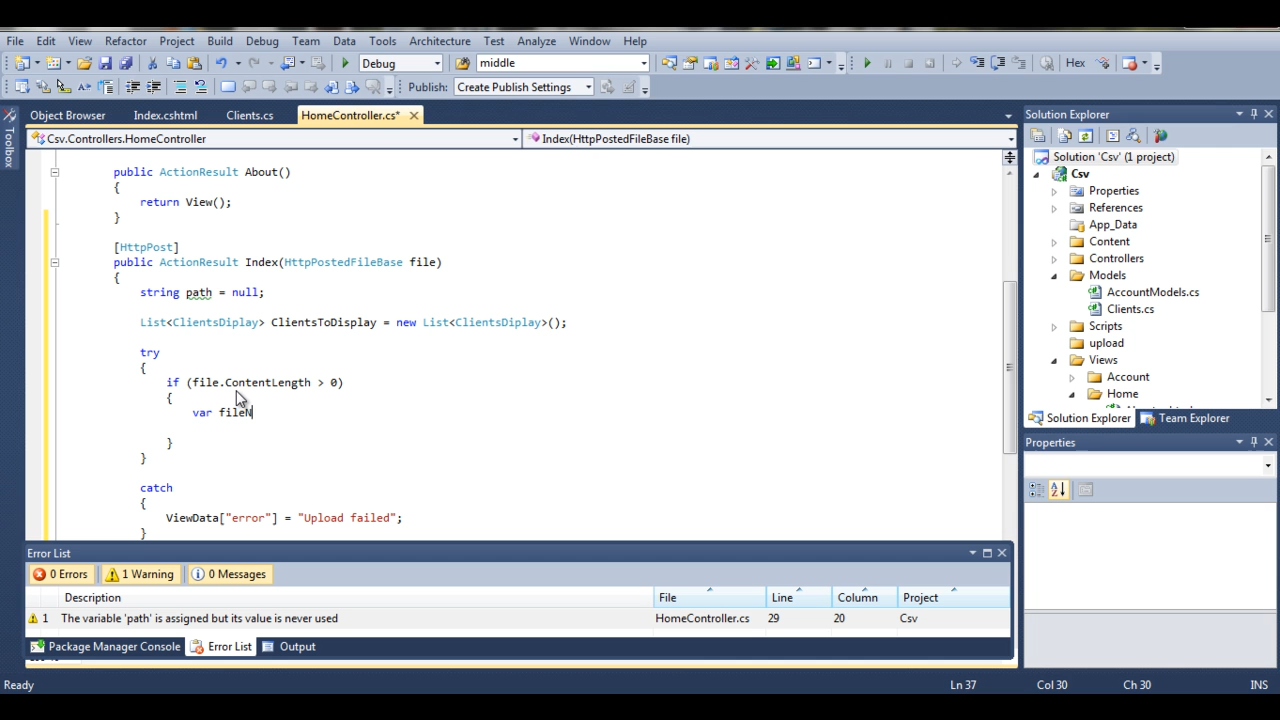 File Edit View Refactor Project Build Debug Team Data Tools Architecture Test Analyze Window Help
Debug middle Hex
Publish: Create Publish Settings
Toolbox
Object Browser Index.cshtml Clients.cs HomeController.cs*
Csv.Controllers.HomeController Index(HttpPostedFileBase file)
public ActionResult About()
{
return View();
}
[HttpPost]
public ActionResult Index(HttpPostedFileBase file)
{
string path = null;
List<ClientsDiplay> ClientsToDisplay = new List<ClientsDiplay>();
try
{
if (file.ContentLength > 0)
{
var fileN
}
}
catch
{
ViewData["error"] = "Upload failed";
}
Solution Explorer
Solution 'Csv' (1 project)
Csv
Properties
References
App_Data
Content
Controllers
Models
AccountModels.cs
Clients.cs
Scripts
upload
Views
Account
Home
Solution Explorer Team Explorer
Properties
Error List
0 Errors 1 Warning 0 Messages
Description File Line Column Project
1 The variable 'path' is assigned but its value is never used HomeController.cs 29 20 Csv
Package Manager Console Error List Output
Ready Ln 37 Col 30 Ch 30 INS